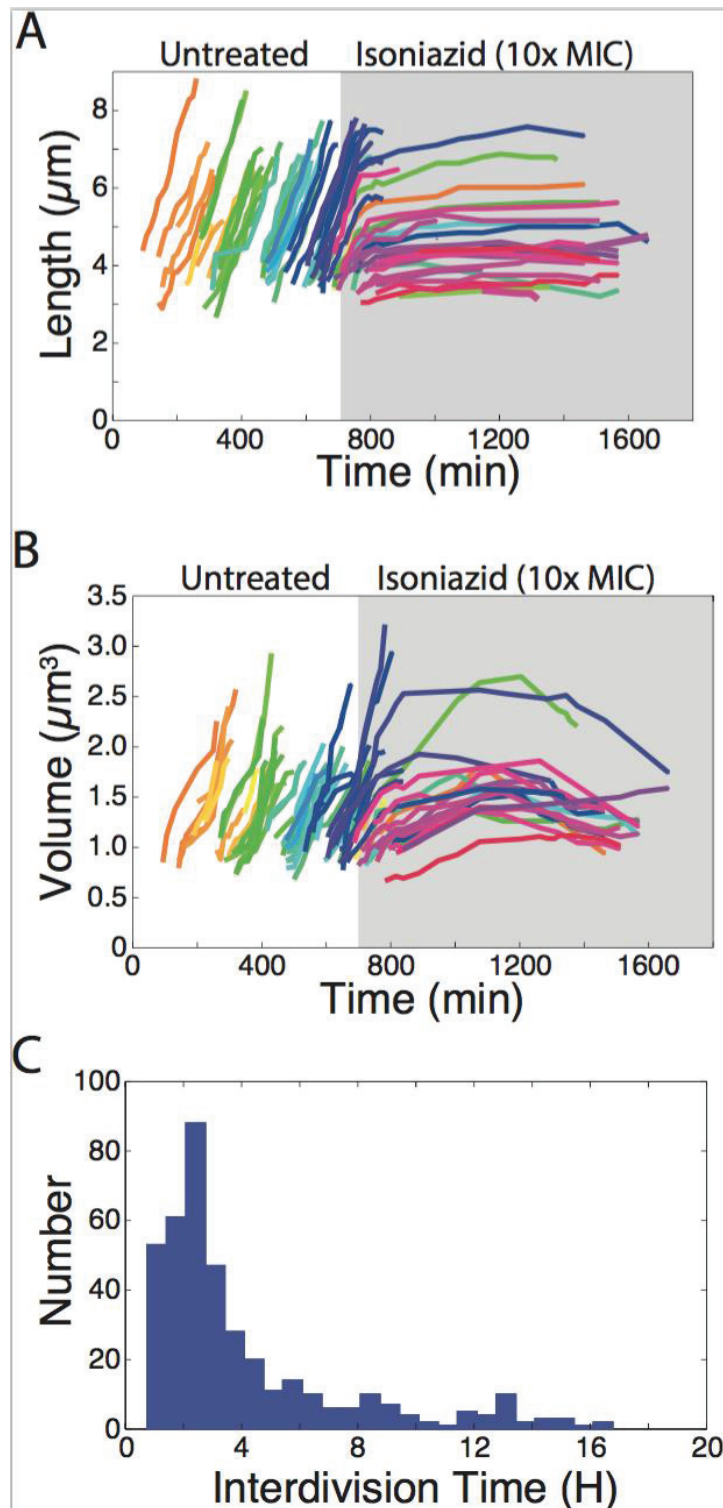 A
Untreated Isoniazid (10x MIC)
Length (µm)
8
6
4
2
0
0 400 800 1200 1600
Time (min)
B
Untreated Isoniazid (10x MIC)
Volume (µm³)
3.5
3.0
2.5
2.0
1.5
1.0
0.5
0
0 400 800 1200 1600
Time (min)
C
Number
100
80
60
40
20
0
0 4 8 12 16 20
Interdivision Time (H)